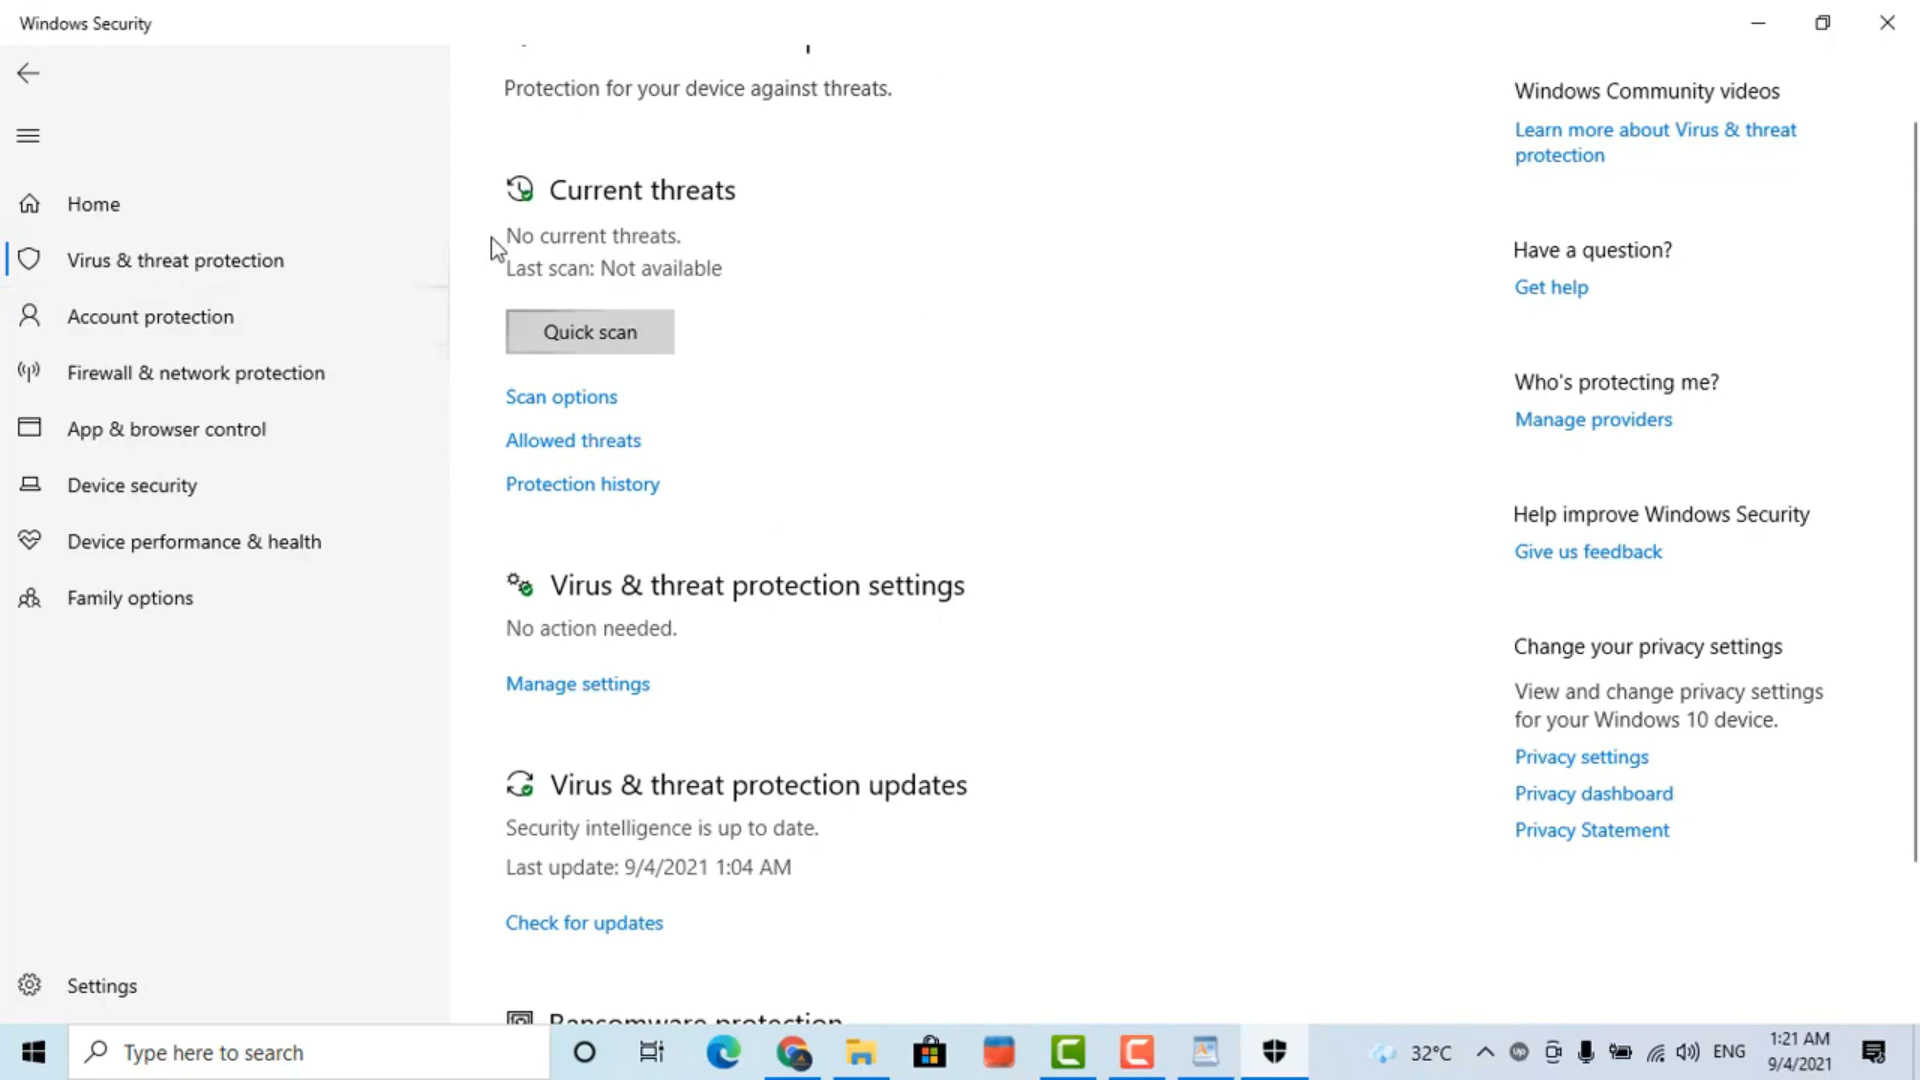 Windows Security
Home
Virus & threat protection
Account protection
Firewall & network protection
App & browser control
Device security
Device performance & health
Family options
Settings
Protection for your device against threats.
Current threats
No current threats.
Last scan: Not available
Quick scan
Scan options
Allowed threats
Protection history
Virus & threat protection settings
No action needed.
Manage settings
Virus & threat protection updates
Security intelligence is up to date.
Last update: 9/4/2021 1:04 AM
Check for updates
Ransomware protection
Windows Community videos
Learn more about Virus & threat
protection
Have a question?
Get help
Who's protecting me?
Manage providers
Help improve Windows Security
Give us feedback
Change your privacy settings
View and change privacy settings
for your Windows 10 device.
Privacy settings
Privacy dashboard
Privacy Statement
Type here to search
32°C
ENG
1:21 AM
9/4/2021